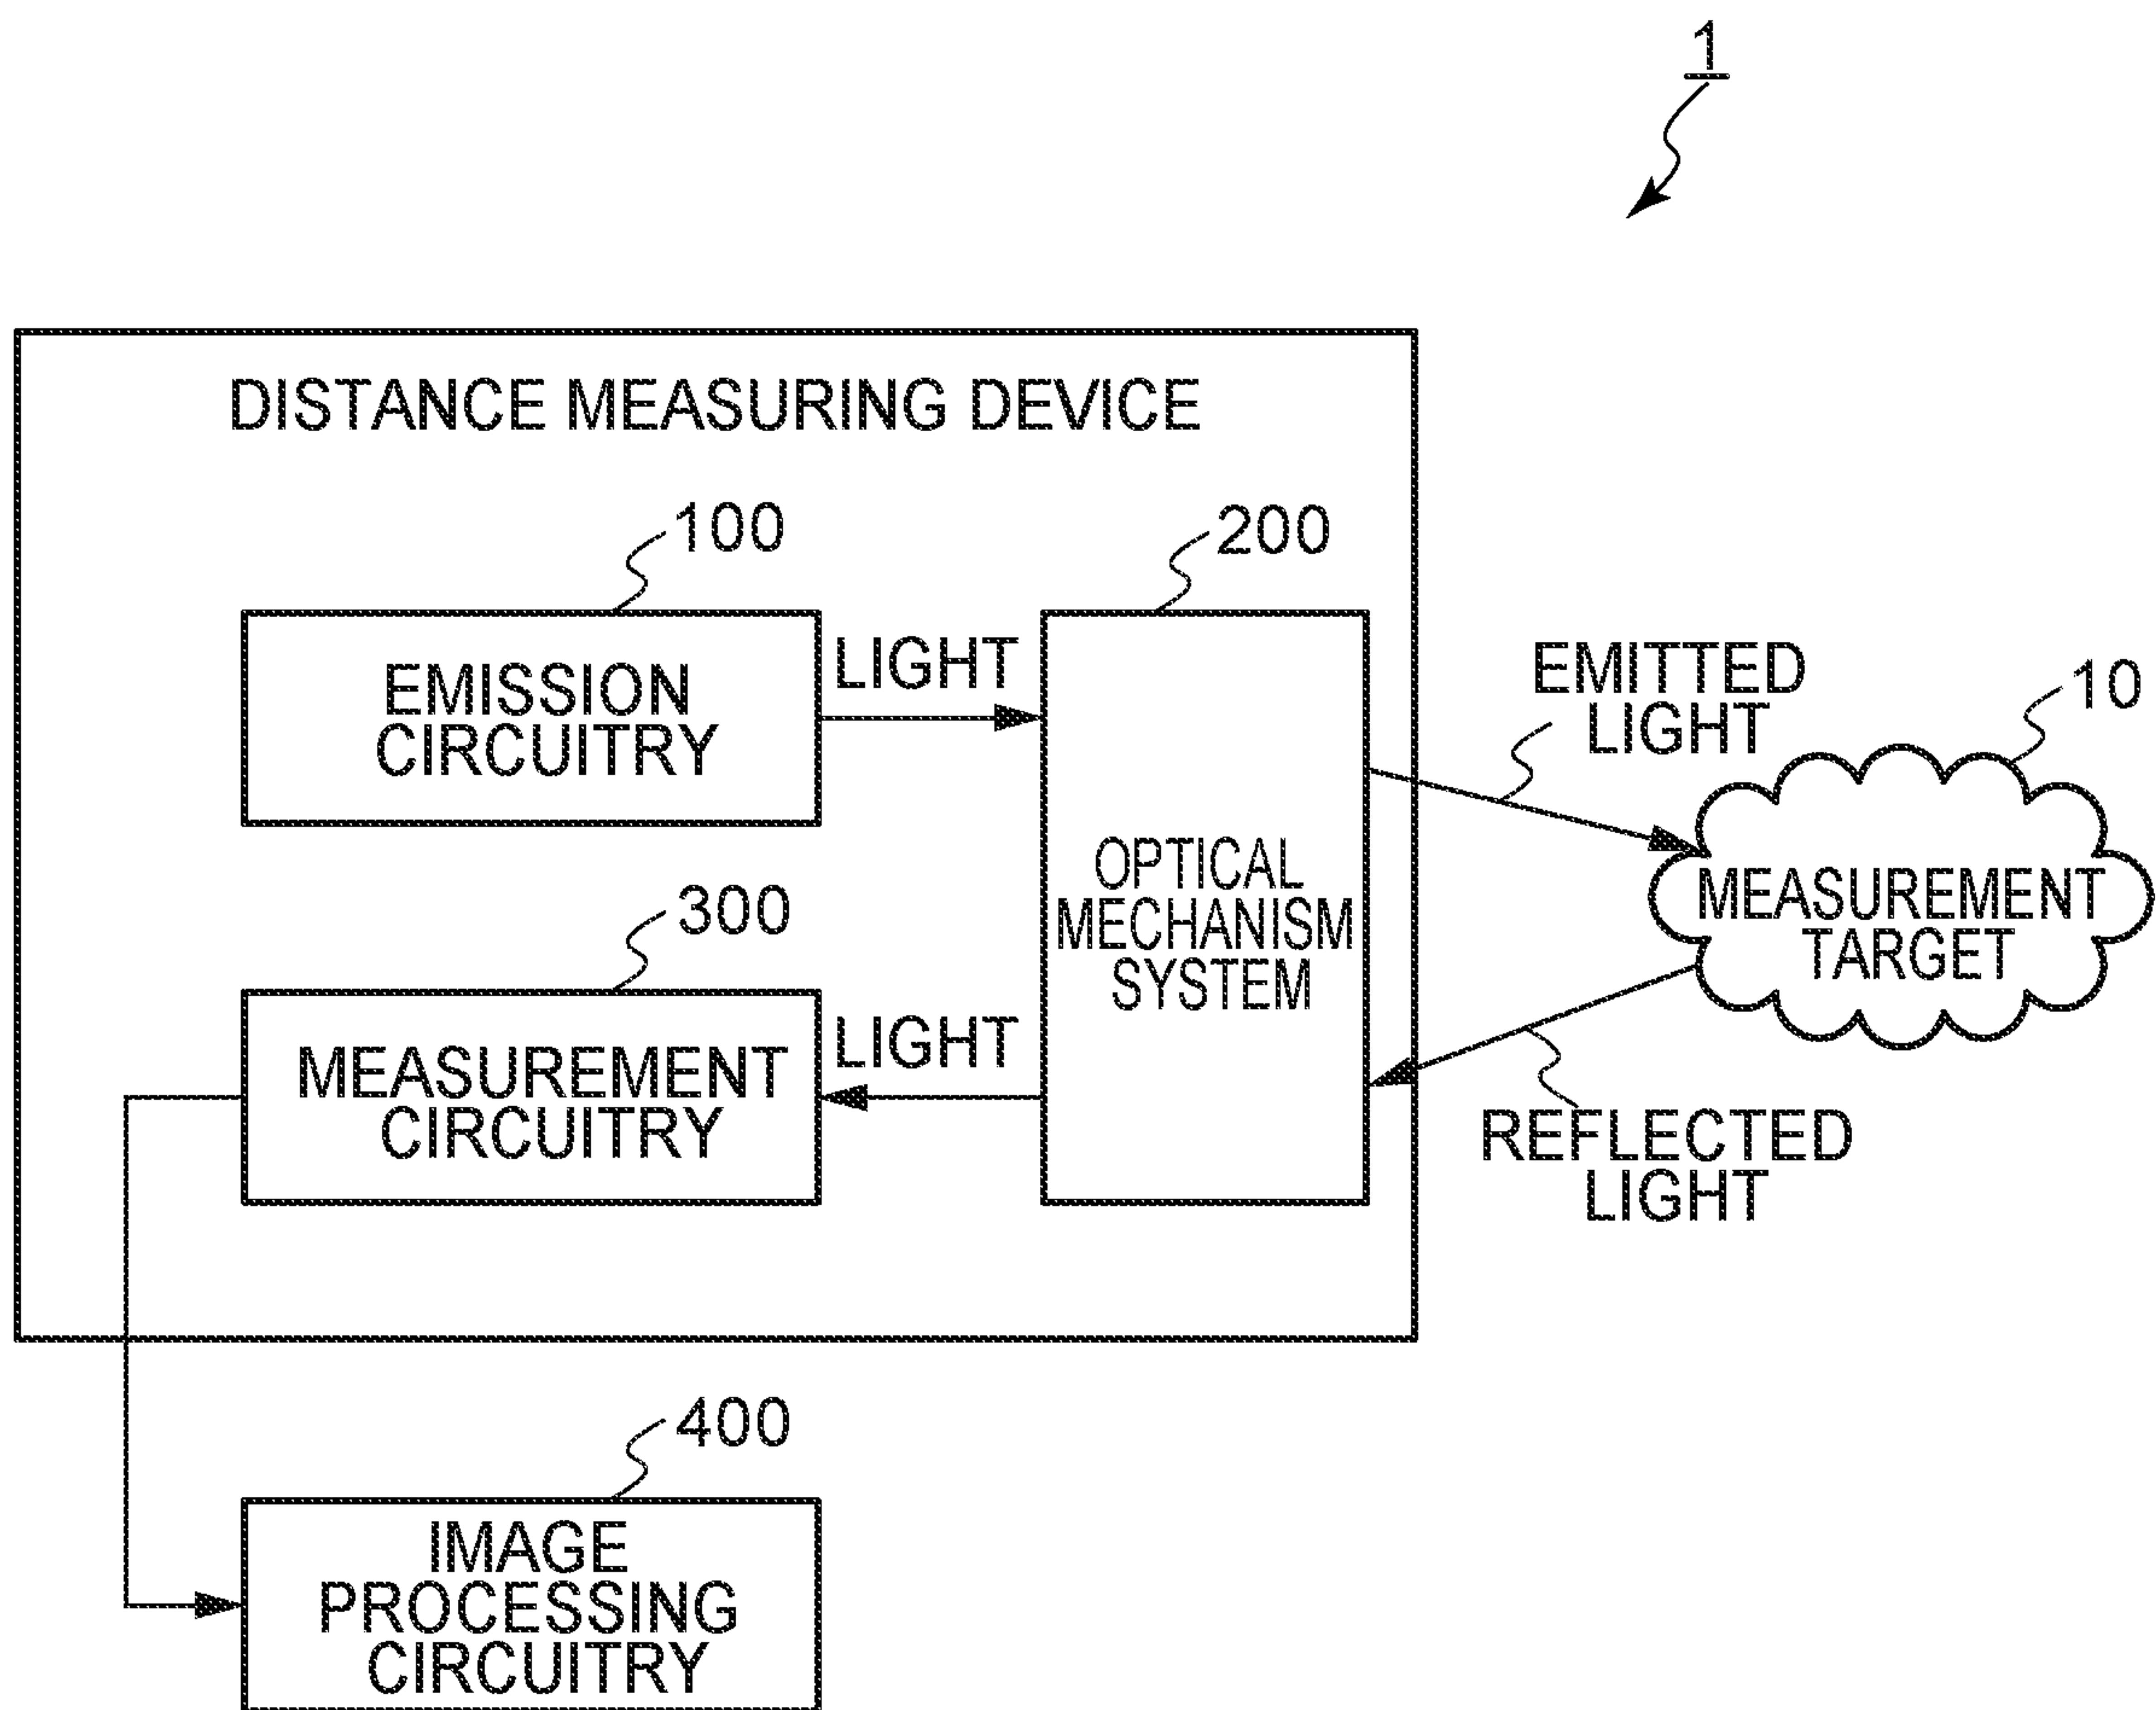 1
DISTANCE MEASURING DEVICE
100
200
LIGHT
EMISSION
CIRCUITRY
EMITTED
LIGHT
10
OPTICAL
MECHANISM
SYSTEM
MEASUREMENT
TARGET
300
LIGHT
MEASUREMENT
CIRCUITRY
REFLECTED
LIGHT
400
IMAGE
PROCESSING
CIRCUITRY